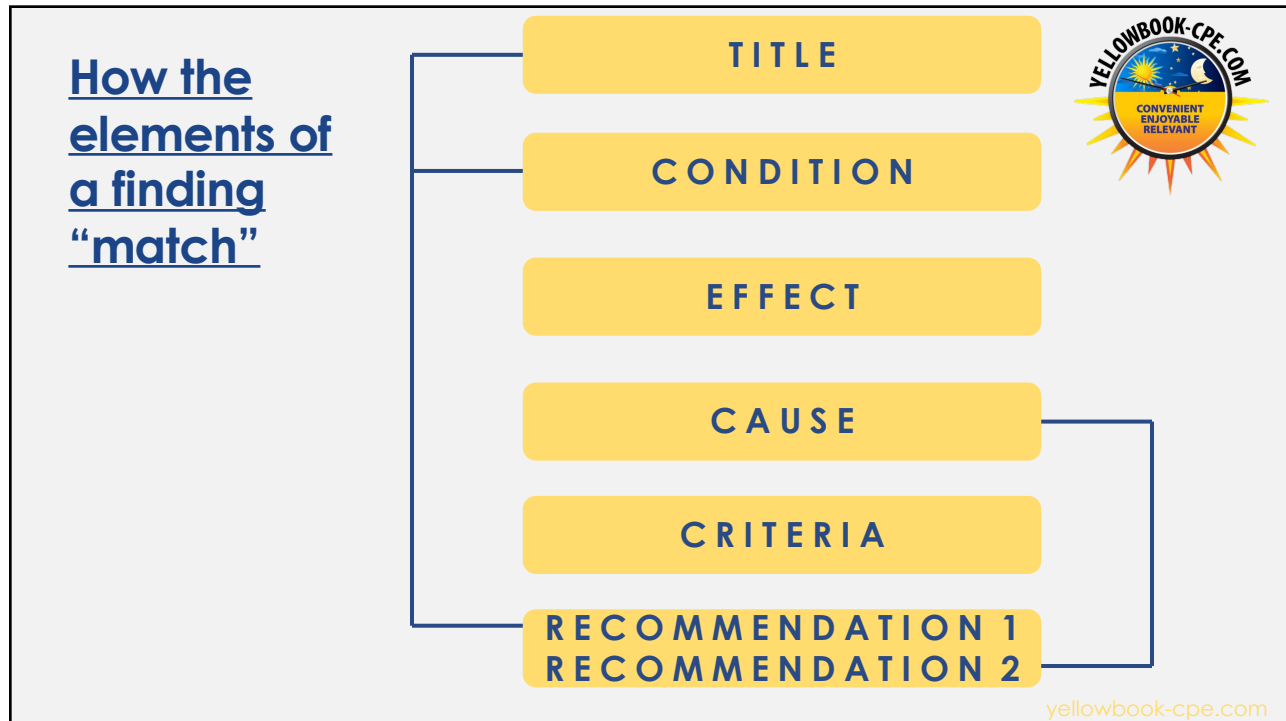 How the
elements of
a finding
“match”
TITLE
CONDITION
EFFECT
CAUSE
CRITERIA
RECOMMENDATION 1
RECOMMENDATION 2
YELLOWBOOK-CPE.COM
CONVENIENT
ENJOYABLE
RELEVANT
yellowbook-cpe.com